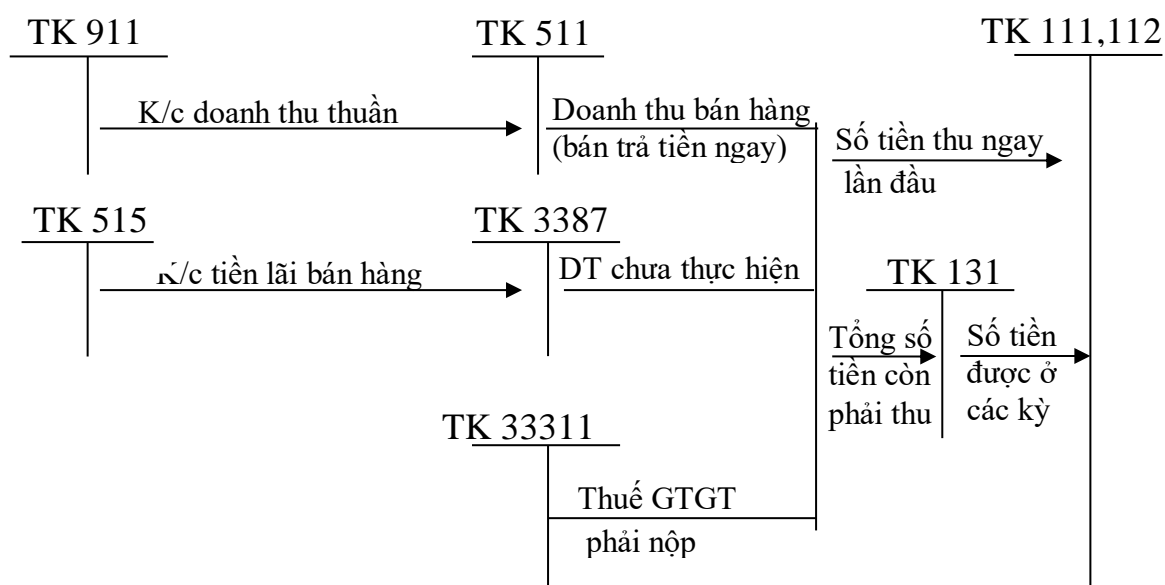 TK 911
TK 511
TK 111,112
K/c doanh thu thuần
Doanh thu bán hàng
(bán trả tiền ngay)
Số tiền thu ngay
lần đầu
TK 515
TK 3387
K/c tiền lãi bán hàng
DT chưa thực hiện
TK 131
Tổng số
tiền còn
phải thu
Số tiền
được ở
các kỳ
TK 33311
Thuế GTGT
phải nộp